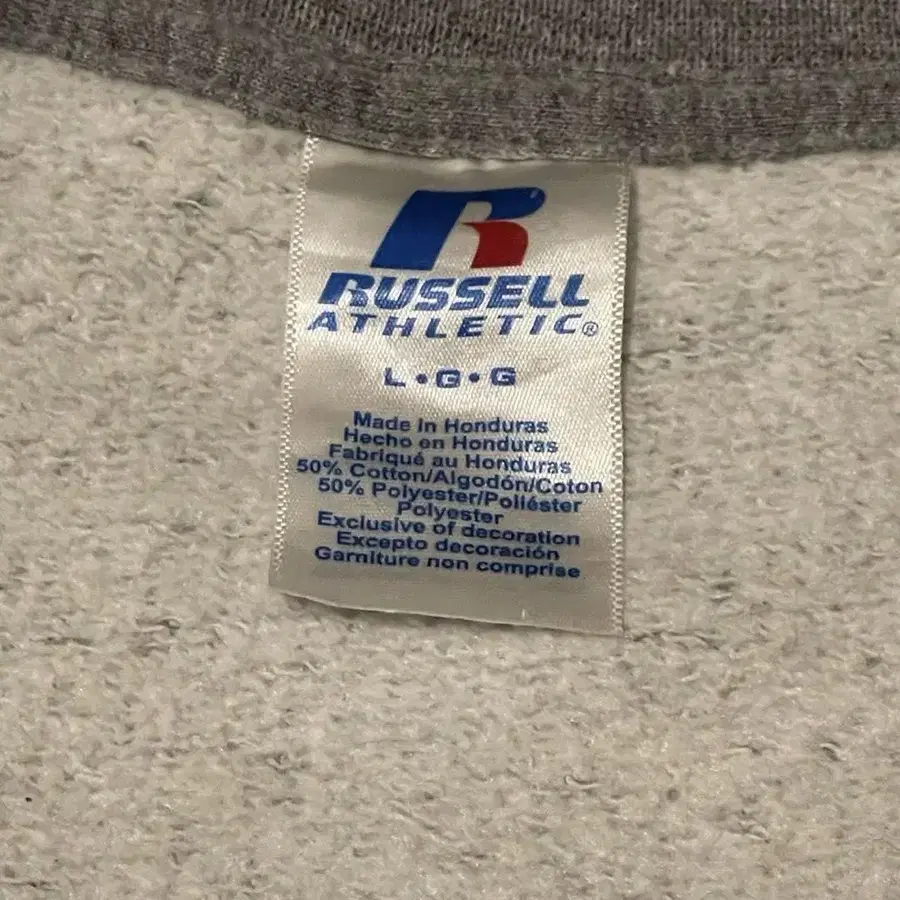 R
RUSSELL
ATHLETIC®
L•G•G
Made in Honduras
Hecho en Honduras
Fabriqué au Honduras
50% Cotton/Algodón/Coton
50% Polyester/Poliéster
Polyester
Exclusive of decoration
Excepto decoración
Garniture non comprise